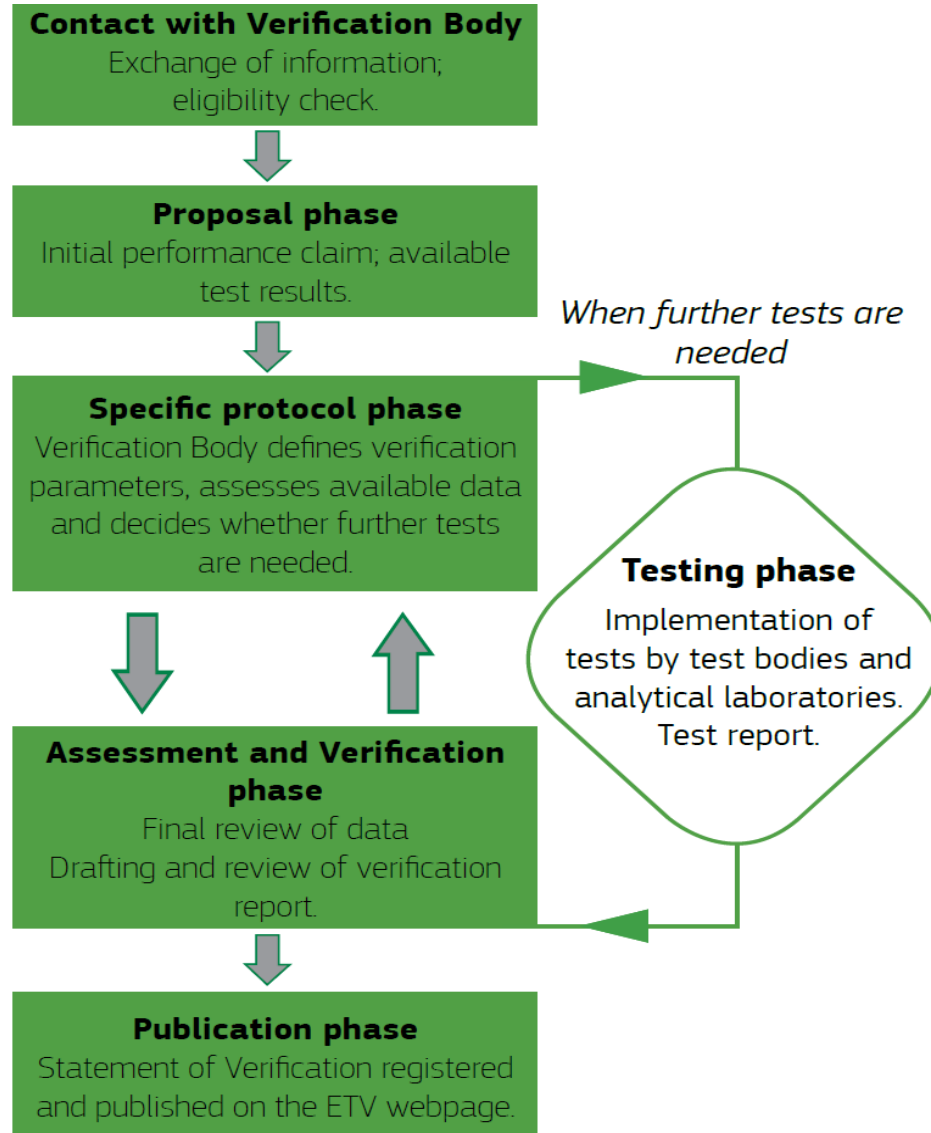 Contact with Verification Body
Exchange of information;
eligibility check.
Proposal phase
Initial performance claim; available
test results.
When further tests are
needed
Specific protocol phase
Verification Body defines verification
parameters, assesses available data
and decides whether further tests
are needed.
Testing phase
Implementation of
tests by test bodies and
analytical laboratories.
Test report.
Assessment and Verification
phase
Final review of data
Drafting and review of verification
report.
Publication phase
Statement of Verification registered
and published on the ETV webpage.